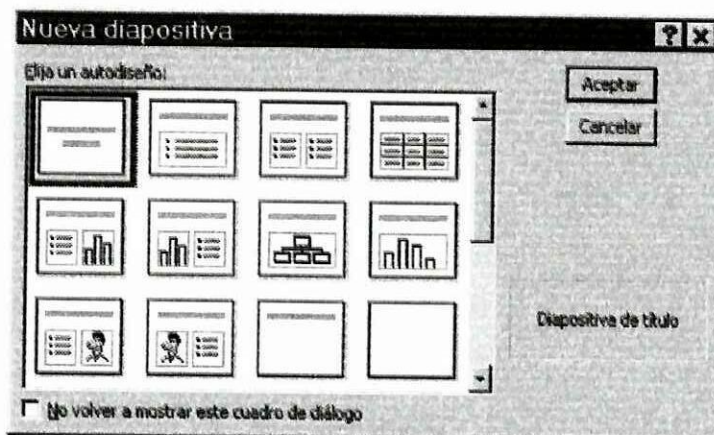 Nueva diapositiva
Elija un autodiseño:
Aceptar
Cancelar
Diapositiva de título
No volver a mostrar este cuadro de diálogo